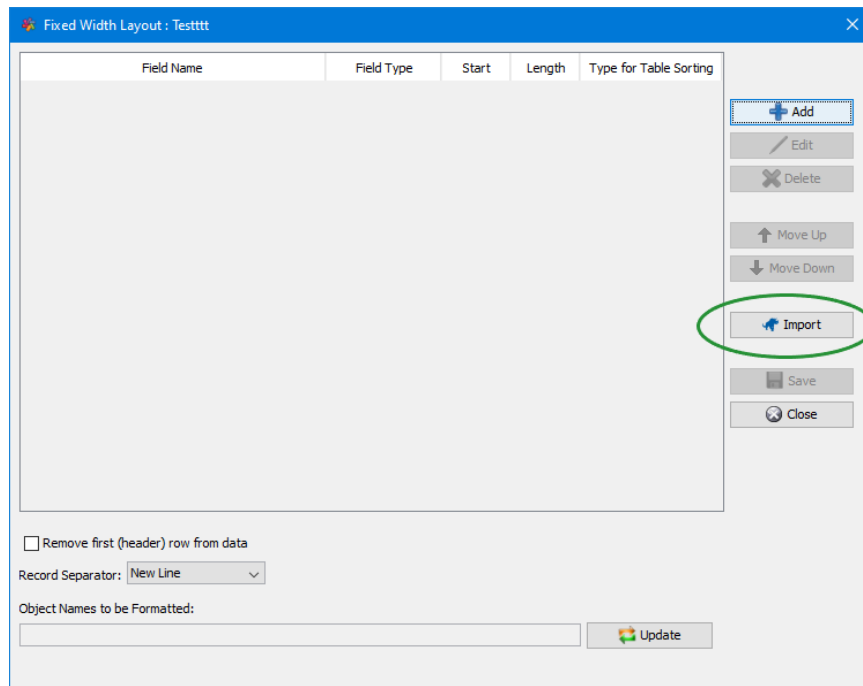 Fixed Width Layout : Testttt
Field Name Field Type Start Length Type for Table Sorting
Add
Edit
Delete
Move Up
Move Down
Import
Save
Close
Remove first (header) row from data
Record Separator: New Line
Object Names to be Formatted:
Update